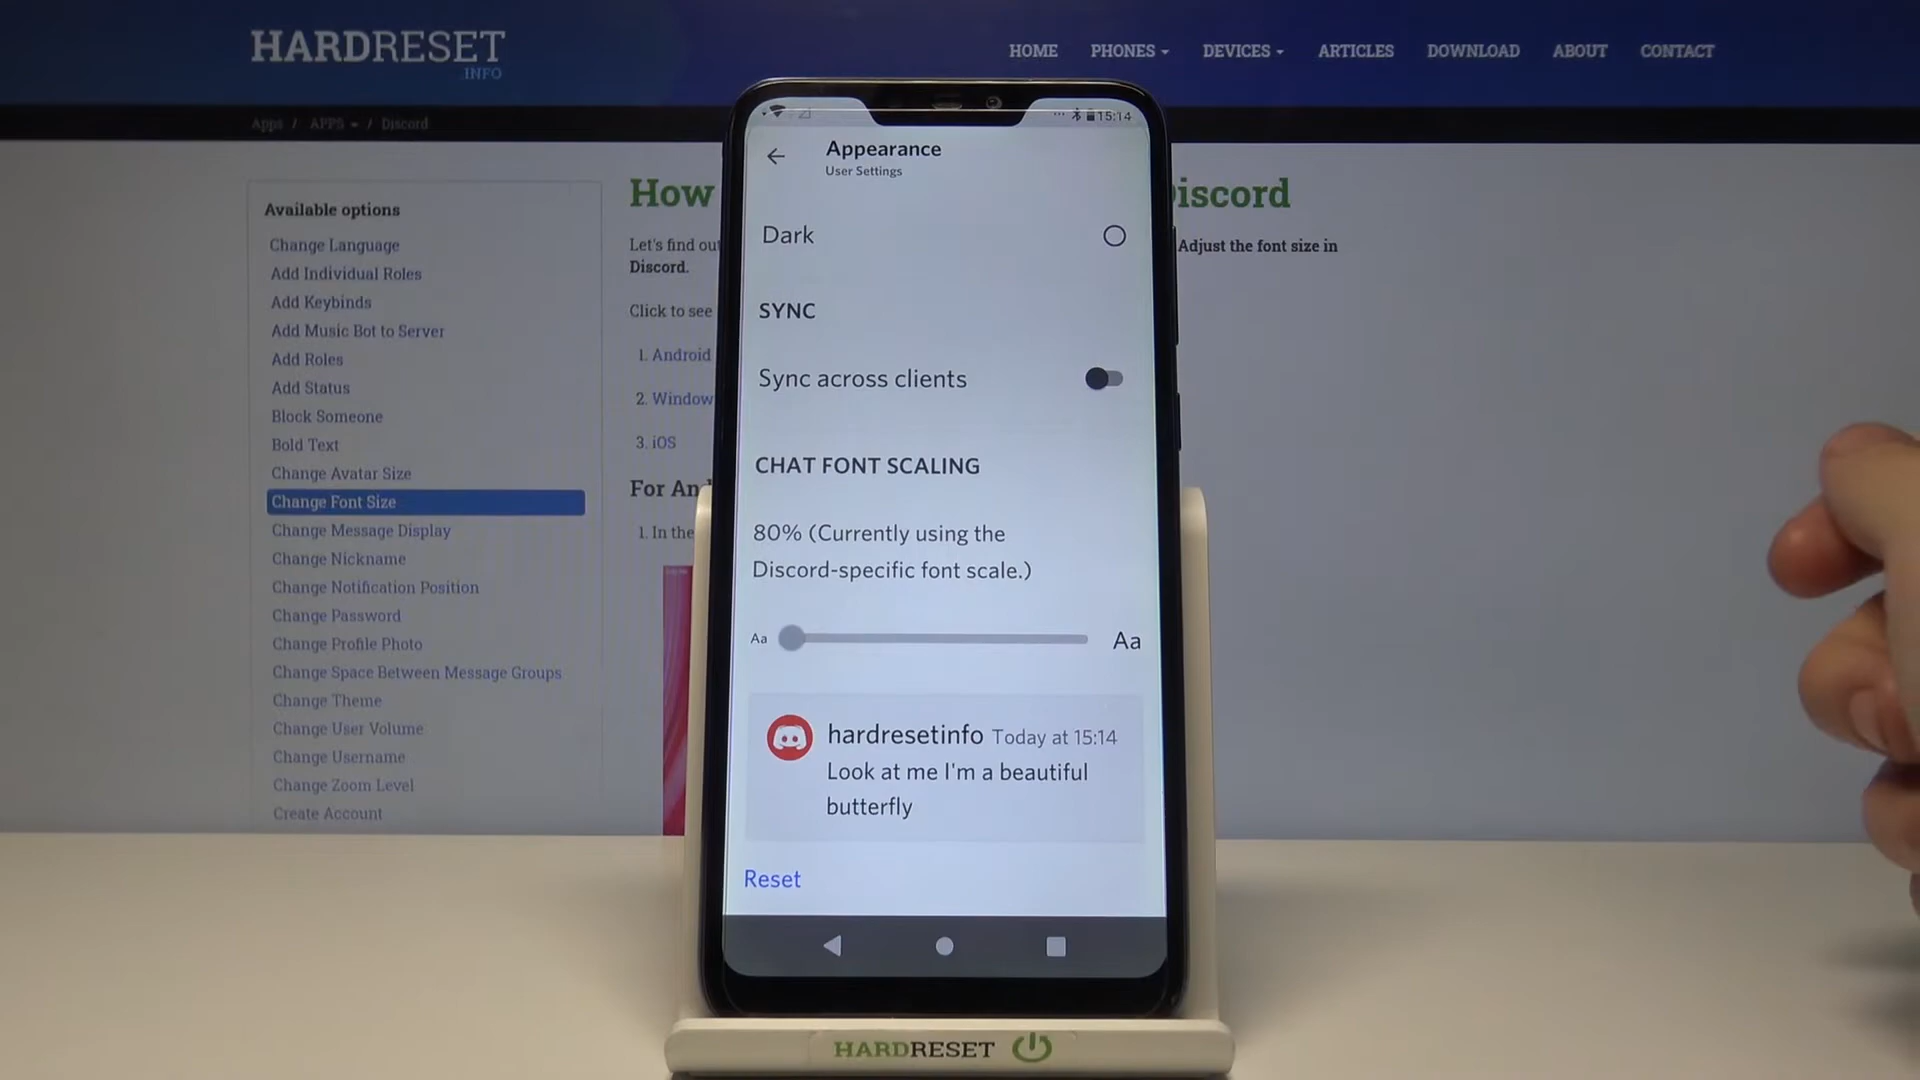 HARDRESET
INFO
HOME PHONES DEVICES ARTICLES DOWNLOAD ABOUT CONTACT
Apps / APPS / Discord
Available options
Change Language
Add Individual Roles
Add Keybinds
Add Music Bot to Server
Add Roles
Add Status
Block Someone
Bold Text
Change Avatar Size
Change Font Size
Change Message Display
Change Nickname
Change Notification Position
Change Password
Change Profile Photo
Change Space Between Message Groups
Change Theme
Change User Volume
Change Username
Change Zoom Level
Create Account
How Discord
Let's find out Adjust the font size in
Discord.
Click to see
1. Android
2. Window
3. iOS
For And
1. In the
15:14
Appearance
User Settings
Dark
SYNC
Sync across clients
CHAT FONT SCALING
80% (Currently using the
Discord-specific font scale.)
Aa Aa
hardresetinfo Today at 15:14
Look at me I'm a beautiful
butterfly
Reset
HARDRESET